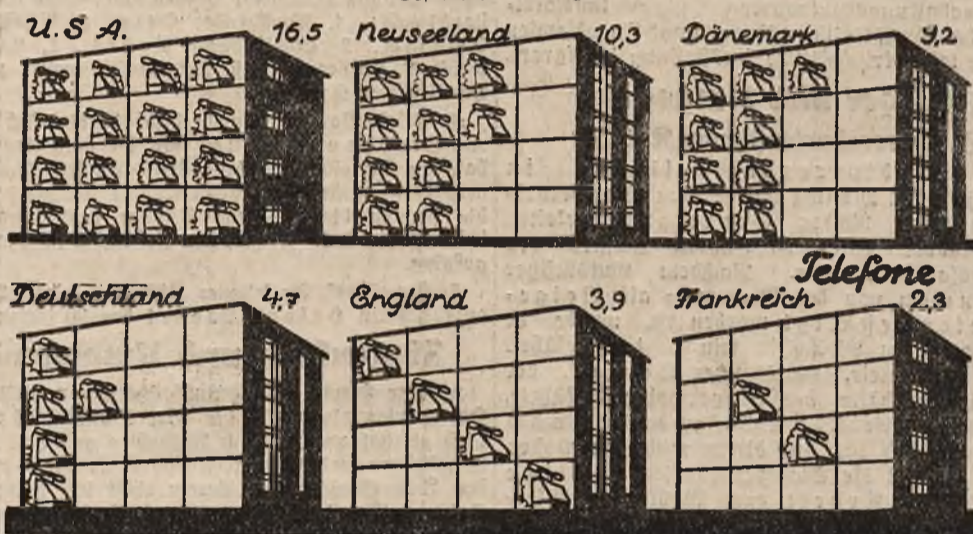 U.S A. 16,5 Neuseeland 10,3 Dänemark 9,2
Telefone
Deutschland 4,7 England 3,9 Frankreich 2,3